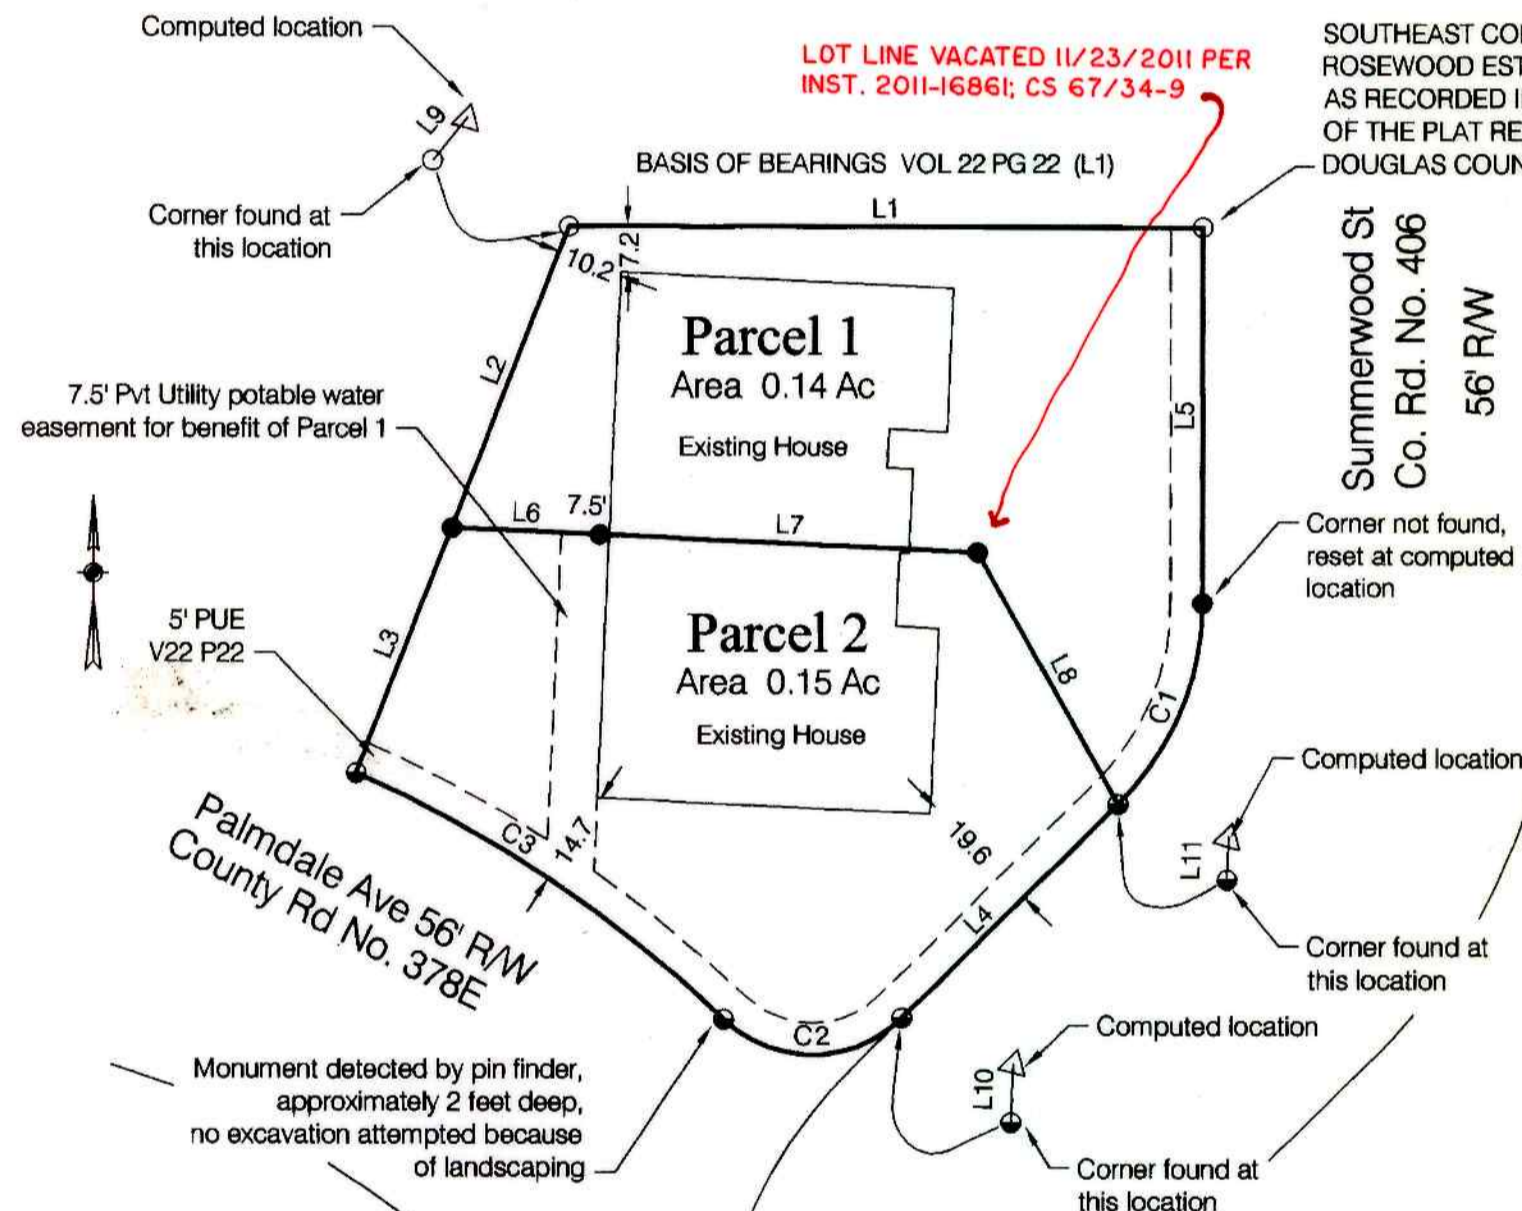 Computed location
LOT LINE VACATED 11/23/2011 PER
INST. 2011-16861; CS 67/34-9
SOUTHEAST
ROSEWOOD
AS RECORDED
OF THE PLAT
DOUGLAS
L9
BASIS OF BEARINGS VOL 22 PG 22 (L1)
Corner found at
this location
L1
10.2
7.2
Summerwood St
Co. Rd. No. 406
56' R/W
Parcel 1
Area 0.14 Ac
Existing House
L2
L5
7.5' Pvt Utility potable water
easement for benefit of Parcel 1
L6
7.5'
L7
Corner not found,
reset at computed
location
5' PUE
V22 P22
L3
Parcel 2
Area 0.15 Ac
Existing House
L8
C1
Computed location
Palmdale Ave 56' R/W
County Rd No. 378E
C3
14.7
19.6
L11
L4
Corner found at
this location
C2
Computed location
L10
Monument detected by pin finder,
approximately 2 feet deep,
no excavation attempted because
of landscaping
Corner found at
this location